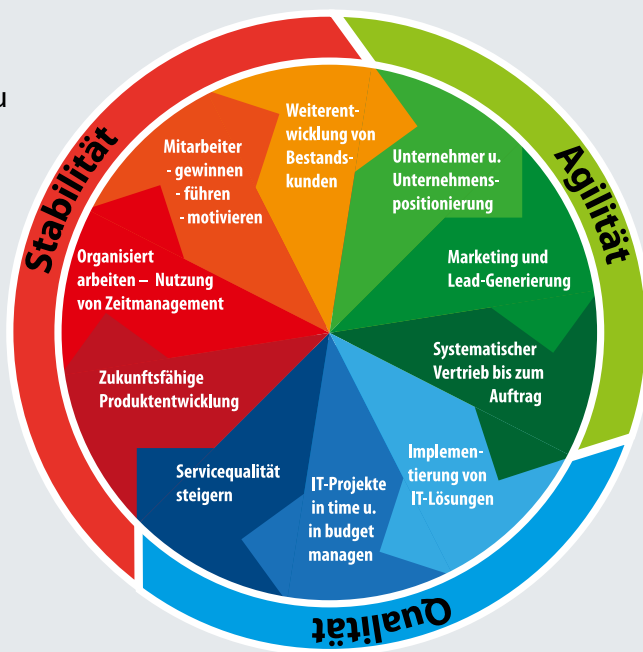 u
Stabilität
Agilität
Qualität
Weiterent-
wicklung von
Bestands-
kunden
Unternehmer u.
Unternehmens-
positionierung
Marketing und
Lead-Generierung
Systematischer
Vertrieb bis zum
Auftrag
Implemen-
tierung von
IT-Lösungen
IT-Projekte
in time u.
in budget
managen
Servicequalität
steigern
Zukunftsfähige
Produktentwicklung
Organisiert
arbeiten – Nutzung
von Zeitmanagement
Mitarbeiter
- gewinnen
- führen
- motivieren